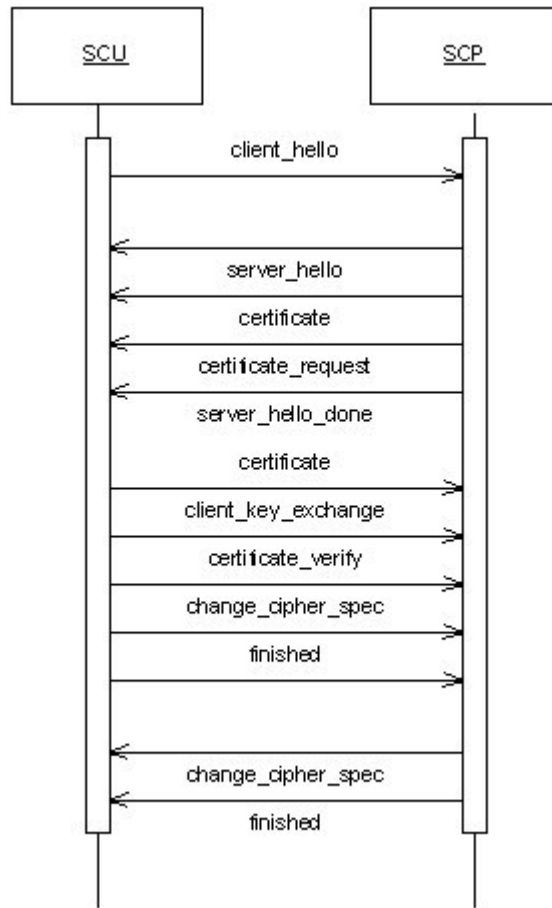 SCU
SCP
client_hello
server_hello
certificate
certificate_request
server_hello_done
certificate
client_key_exchange
certificate_verify
change_cipher_spec
finished
change_cipher_spec
finished